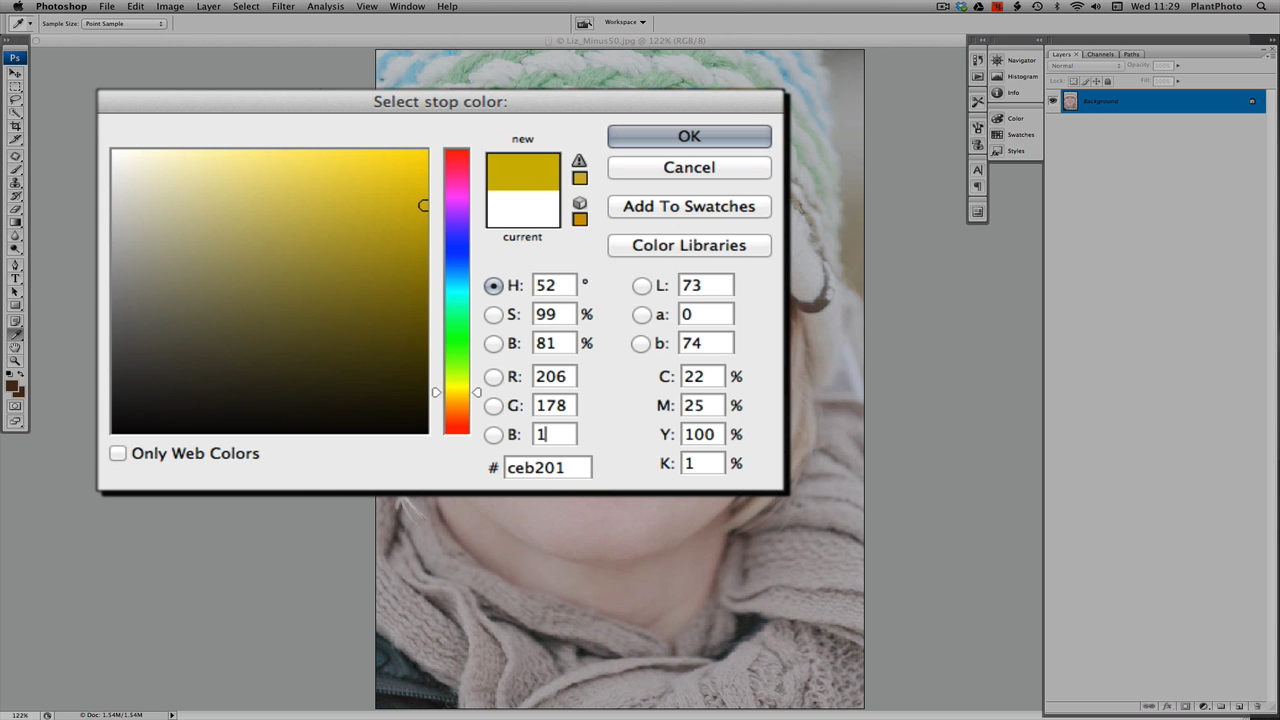 Photoshop File Edit Image Layer Select Filter Analysis View Window Help Wed 11:29 PlantPhoto
Sample Size: Point Sample Workspace
© Liz_Minus50.jpg @ 122% (RGB/8)
Ps
Select stop color:
new
current
OK
Cancel
Add To Swatches
Color Libraries
H: 52 °
S: 99 %
B: 81 %
R: 206
G: 178
B: 1
# ceb201
L: 73
a: 0
b: 74
C: 22 %
M: 25 %
Y: 100 %
K: 1 %
Only Web Colors
Navigator
Histogram
Info
Color
Swatches
Styles
Layers Channels Paths
Normal Opacity:
Lock: Fill:
Background
122% Doc: 1.54M/1.54M